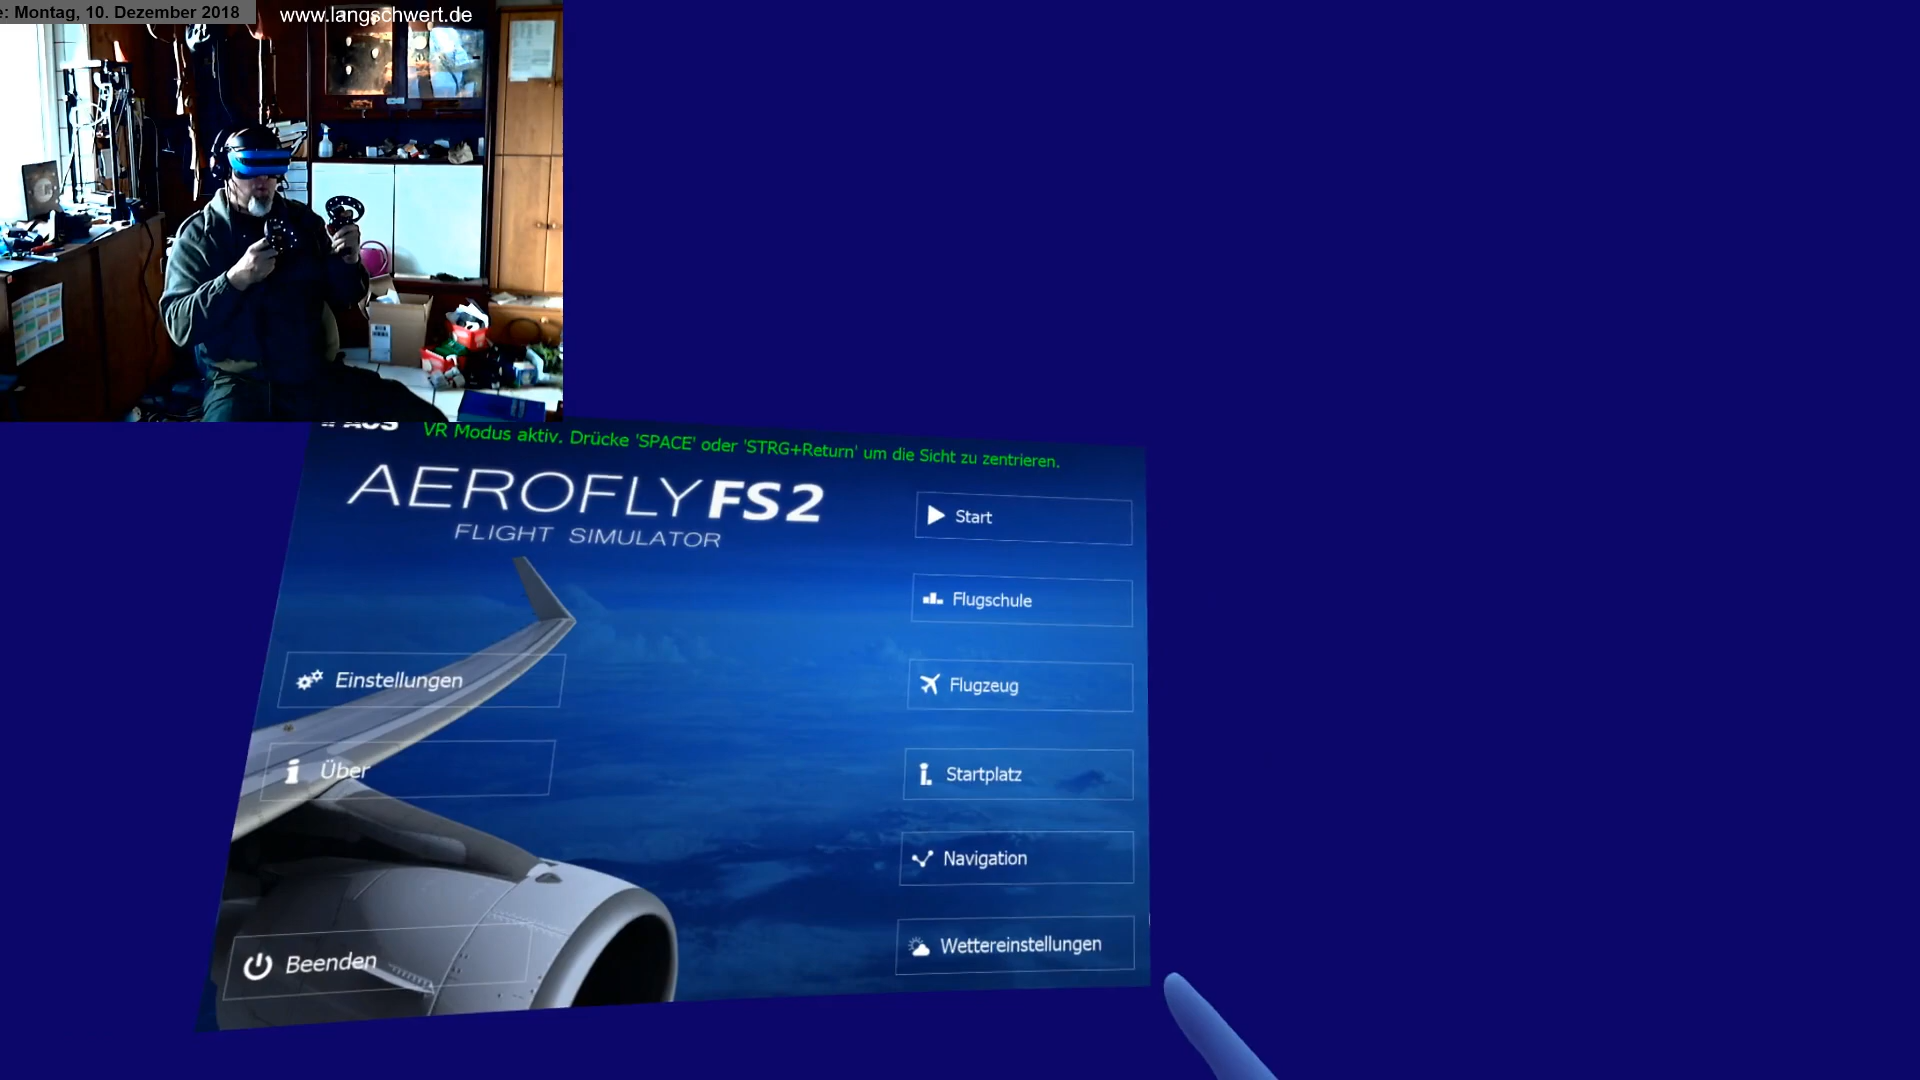 e: Montag, 10. Dezember 2018
www.langschwert.de
VR Modus aktiv. Drücke 'SPACE' oder 'STRG+Return' um die Sicht zu zentrieren.
AEROFLY FS2
FLIGHT SIMULATOR
Start
Flugschule
Flugzeug
Startplatz
Navigation
Wettereinstellungen
Einstellungen
Über
Beenden